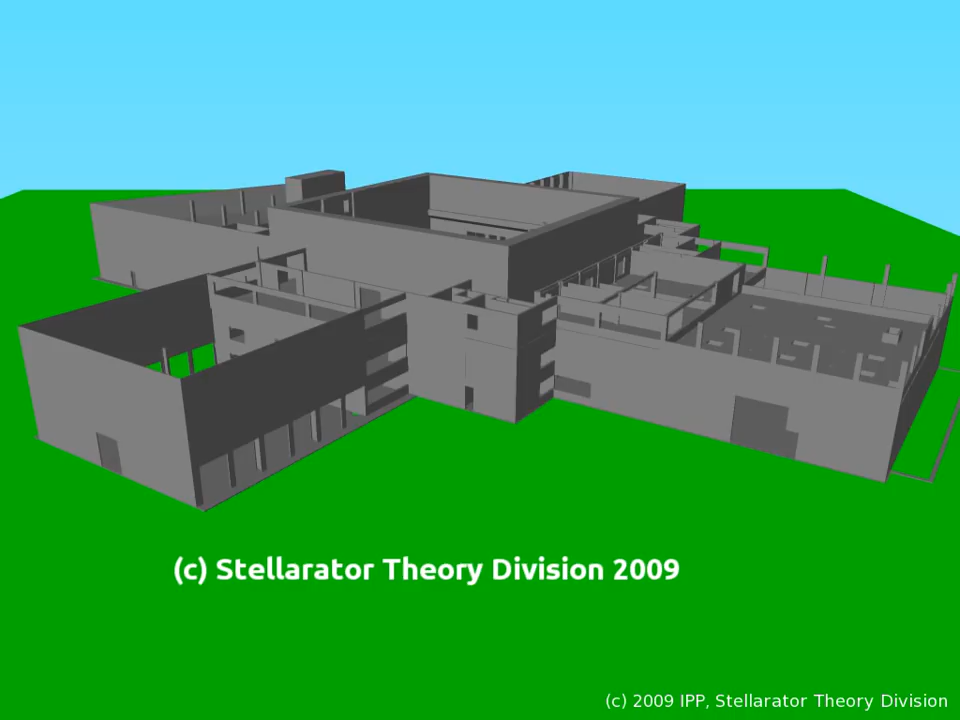 (c) Stellarator Theory Division 2009
(c) 2009 IPP, Stellarator Theory Division